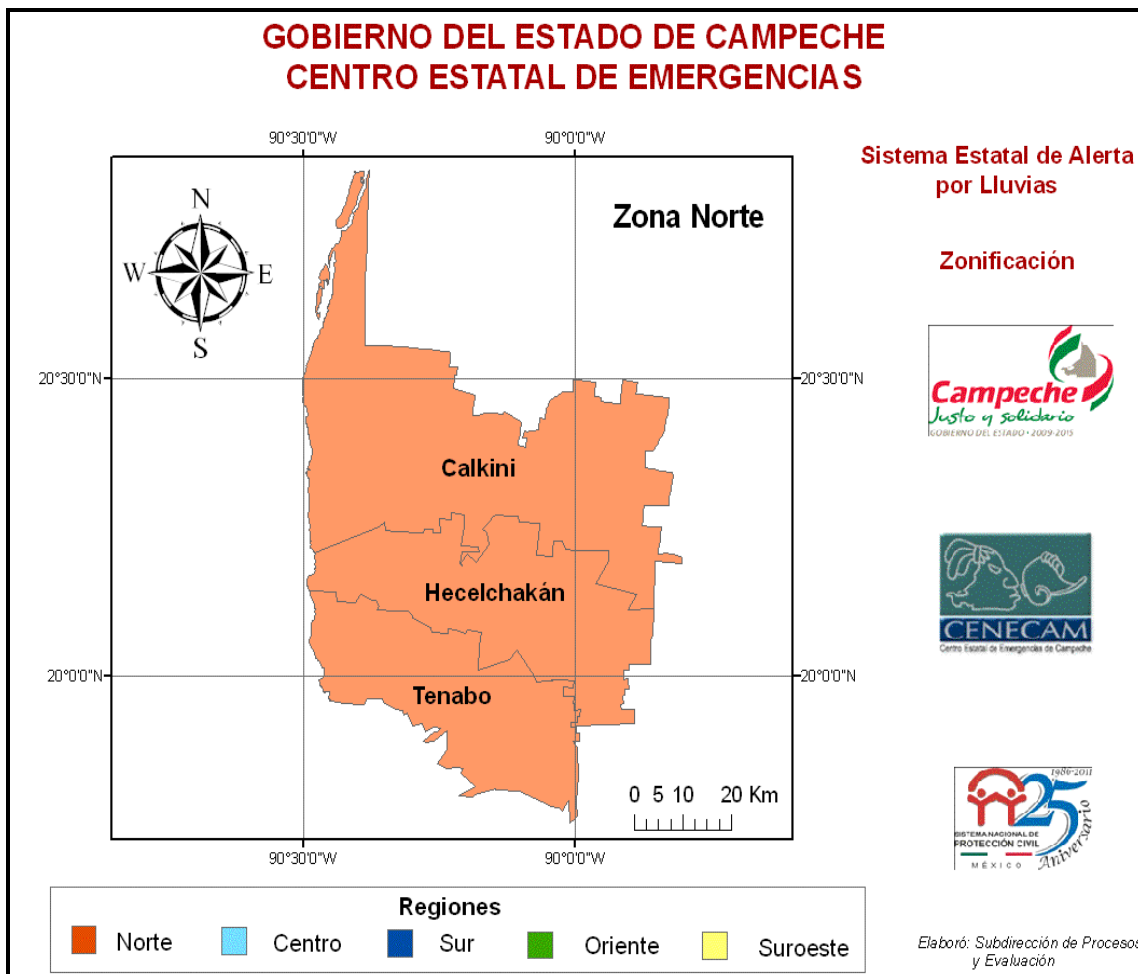 GOBIERNO DEL ESTADO DE CAMPECHE
CENTRO ESTATAL DE EMERGENCIAS
90°30'0"W
90°0'0"W
Sistema Estatal de Alerta
por Lluvias
Zonificación
Zona Norte
N
W
E
S
20°30'0"N
20°30'0"N
Campeche
Justo y solidario
GOBIERNO DEL ESTADO • 2009-2015
Calkini
Hecelchakán
CENECAM
Centro Estatal de Emergencias de Campeche
20°0'0"N
20°0'0"N
Tenabo
0 5 10 20 Km
1986-2011
25
Aniversario
SISTEMA NACIONAL DE
PROTECCIÓN CIVIL
MÉXICO
90°30'0"W
90°0'0"W
Regiones
Norte
Centro
Sur
Oriente
Suroeste
Elaboró: Subdirección de Procesos
y Evaluación